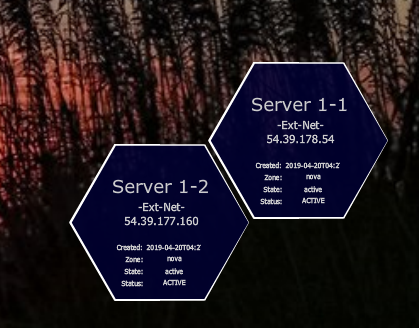 Server 1-1
-Ext-Net-
54.39.178.54
Created: 2019-04-20T04:2
Zone: nova
State: active
Status: ACTIVE
Server 1-2
-Ext-Net-
54.39.177.160
Created: 2019-04-20T04:2
Zone: nova
State: active
Status: ACTIVE